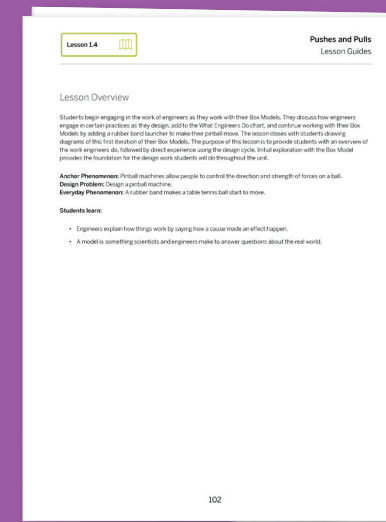 Lesson 1.4
Pushes and Pulls
Lesson Guides
Lesson Overview
Students begin engaging in the work of engineers as they work with their Box Models. They discuss how engineers
engage in certain practices as they design, add to the What Engineers Do chart, and continue working with their Box
Models by adding a rubber band launcher to make their pinball move. The lesson closes with students drawing
diagrams of this first iteration of their Box Models. The purpose of this lesson is to provide students with an overview of
the work engineers do, followed by direct experience using the design cycle. Initial exploration with the Box Model
provides the foundation for the design work students will do throughout the unit.
Anchor Phenomenon: Pinball machines allow people to control the direction and strength of forces on a ball.
Design Problem: Design a pinball machine.
Everyday Phenomenon: A rubber band makes a table tennis ball start to move.
Students learn:
• Engineers explain how things work by saying how a cause made an effect happen.
• A model is something scientists and engineers make to answer questions about the real world.
102